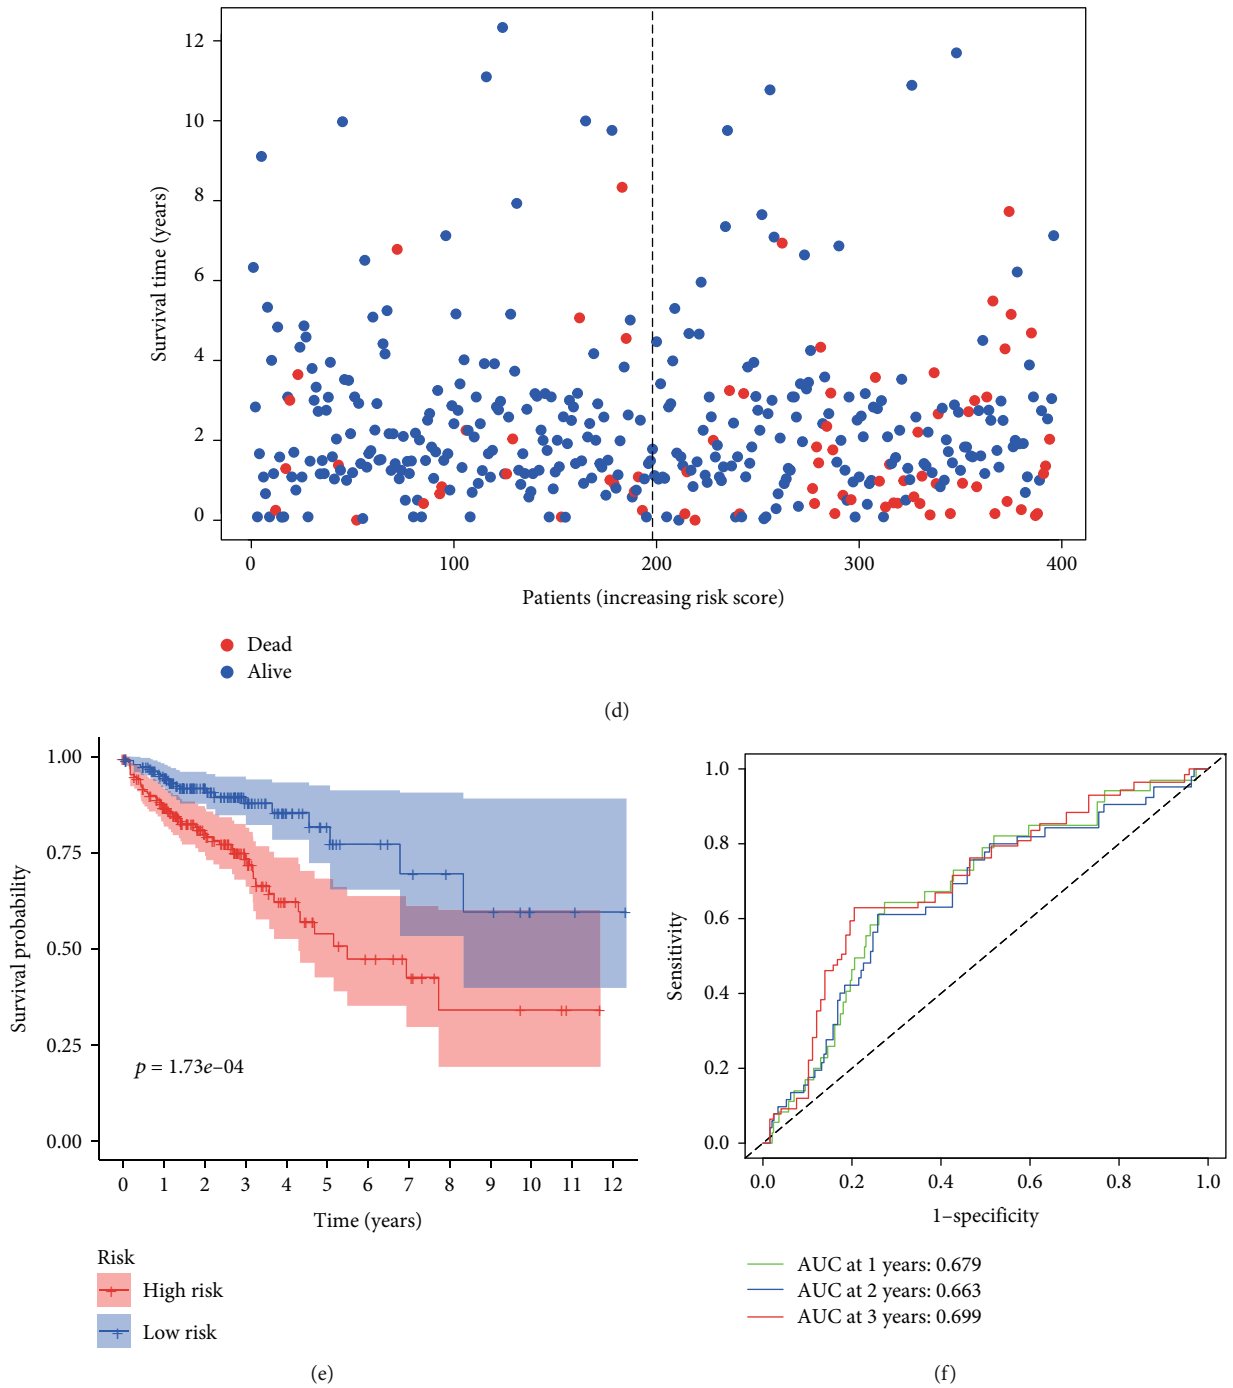 12
10
8
6
4
2
0
Survival time (years)
0 100 200 300 400
Patients (increasing risk score)
Dead
Alive
(d)
1.00
0.75
0.50
0.25
0.00
Survival probability
p = 1.73e–04
0 1 2 3 4 5 6 7 8 9 10 11 12
Time (years)
Risk
High risk
Low risk
(e)
1.0
0.8
0.6
0.4
0.2
0.0
Sensitivity
0.0 0.2 0.4 0.6 0.8 1.0
1–specificity
AUC at 1 years: 0.679
AUC at 2 years: 0.663
AUC at 3 years: 0.699
(f)